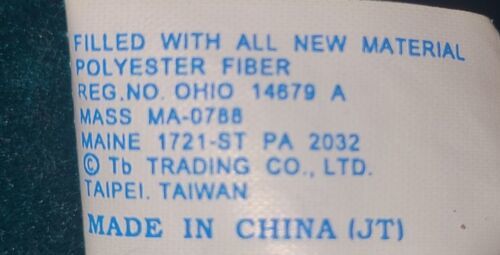 FILLED WITH ALL NEW MATERIAL
POLYESTER FIBER
REG.NO. OHIO 14679 A
MASS MA-0788
MAINE 1721-ST PA 2032
© Tb TRADING CO., LTD.
TAIPEI. TAIWAN
MADE IN CHINA (JT)